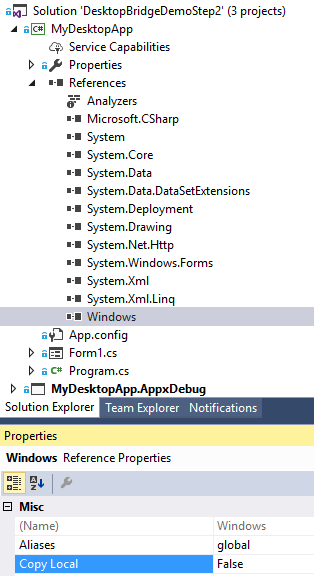 Solution 'DesktopBridgeDemoStep2' (3 projects)
MyDesktopApp
Service Capabilities
Properties
References
Analyzers
Microsoft.CSharp
System
System.Core
System.Data
System.Data.DataSetExtensions
System.Deployment
System.Drawing
System.Net.Http
System.Windows.Forms
System.Xml
System.Xml.Linq
Windows
App.config
Form1.cs
C# Program.cs
MyDesktopApp.AppxDebug
Solution Explorer Team Explorer Notifications
Properties
Windows Reference Properties
Misc
(Name) Windows
Aliases global
Copy Local False